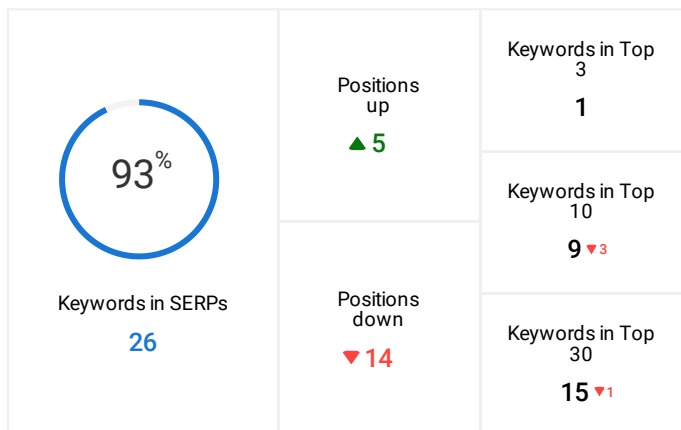 93%
Keywords in SERPs
26
Positions
up
5
Positions
down
14
Keywords in Top
3
1
Keywords in Top
10
9 3
Keywords in Top
30
15 1